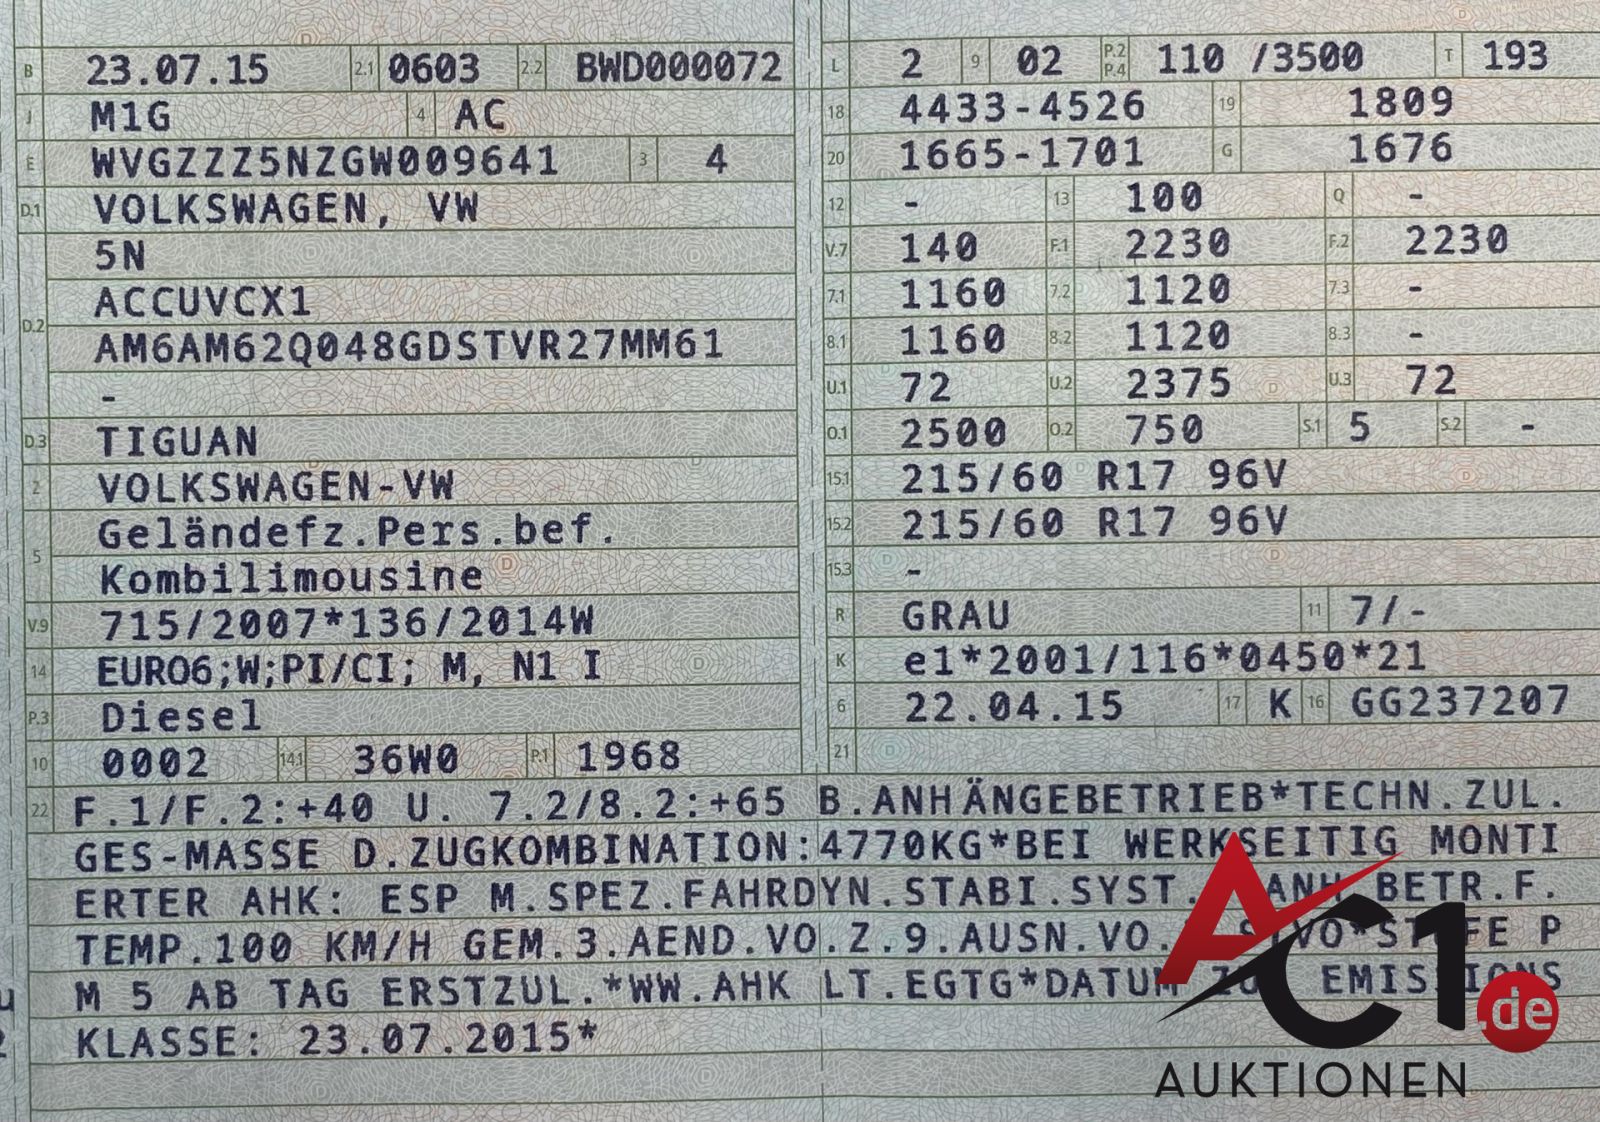 B 23.07.15 2.1 0603 2.2 BWD000072
J M1G 4 AC
E WVGZZZ5NZGW009641 3 4
D.1 VOLKSWAGEN, VW
5N
D.2 ACCUVCX1
AM6AM62Q048GDSTVR27MM61
-
D.3 TIGUAN
2 VOLKSWAGEN-VW
5 Geländefz.Pers.bef.
Kombilimousine
V.9 715/2007*136/2014W
14 EURO6;W;PI/CI; M, N1 I
P.3 Diesel
10 0002 14.1 36W0 P.1 1968
L 2 9 02 P.2 P.4 110 /3500 T 193
18 4433-4526 19 1809
20 1665-1701 G 1676
12 - 13 100 Q -
V.7 140 F.1 2230 F.2 2230
7.1 1160 7.2 1120 7.3 -
8.1 1160 8.2 1120 8.3 -
U.1 72 U.2 2375 U.3 72
O.1 2500 O.2 750 S.1 5 S.2 -
15.1 215/60 R17 96V
15.2 215/60 R17 96V
15.3 -
R GRAU 11 7/-
K e1*2001/116*0450*21
6 22.04.15 17 K 16 GG237207
21
22 F.1/F.2:+40 U. 7.2/8.2:+65 B.ANHÄNGEBETRIEB*TECHN.ZUL.
GES-MASSE D.ZUGKOMBINATION:4770KG*BEI WERKSEITIG MONTI
ERTER AHK: ESP M.SPEZ.FAHRDYN.STABI.SYST. ANH.BETR.F.
TEMP.100 KM/H GEM.3.AEND.VO.Z.9.AUSN.VO. STVO*STUFE P
M 5 AB TAG ERSTZUL.*WW.AHK LT.EGTG*DATUM ZU EMISSIONS
KLASSE: 23.07.2015*
AC1.de
AUKTIONEN